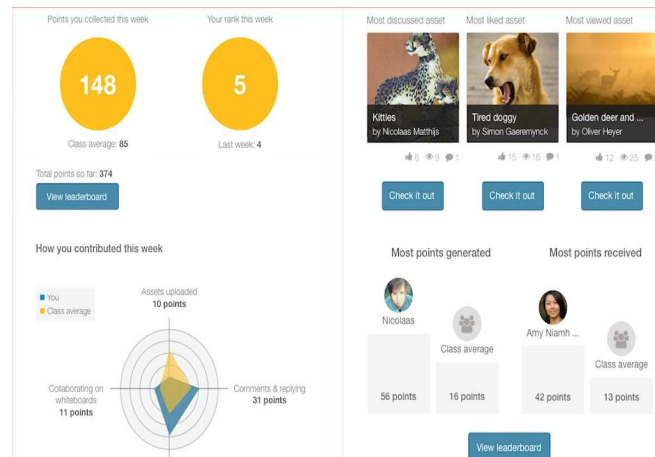 Points you collected this week
Your rank this week
148
5
Class average: 85
Last week: 4
Total points so far: 374
View leaderboard
How you contributed this week
You
Class average
Assets uploaded
10 points
Collaborating on
whiteboards
11 points
Comments & replying
31 points
Most discussed asset
Most liked asset
Most viewed asset
Kitties
by Nicolaas Matthijs
Tired doggy
by Simon Gaeremynck
Golden deer and ...
by Oliver Heyer
6 9 1
15 16 1
12 25
Check it out
Check it out
Check it out
Most points generated
Most points received
Nicolaas
Class average
56 points
16 points
Amy Niamh ...
Class average
42 points
13 points
View leaderboard